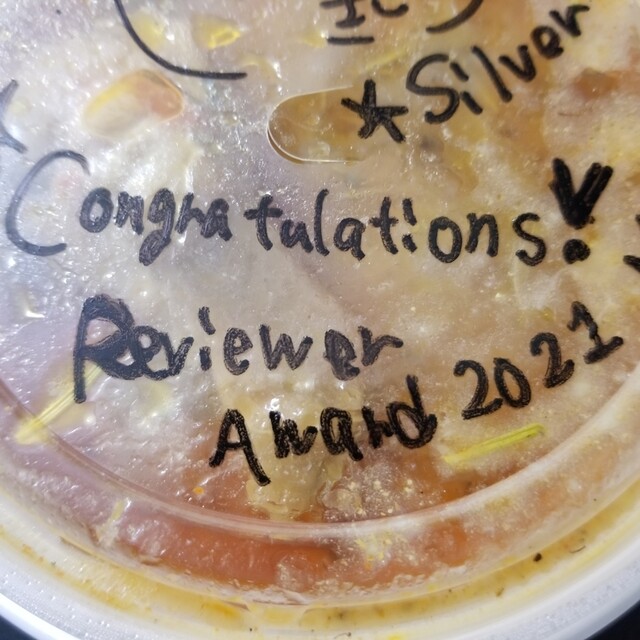 *Silver
Congratulations!
Reviewer
Award 2021